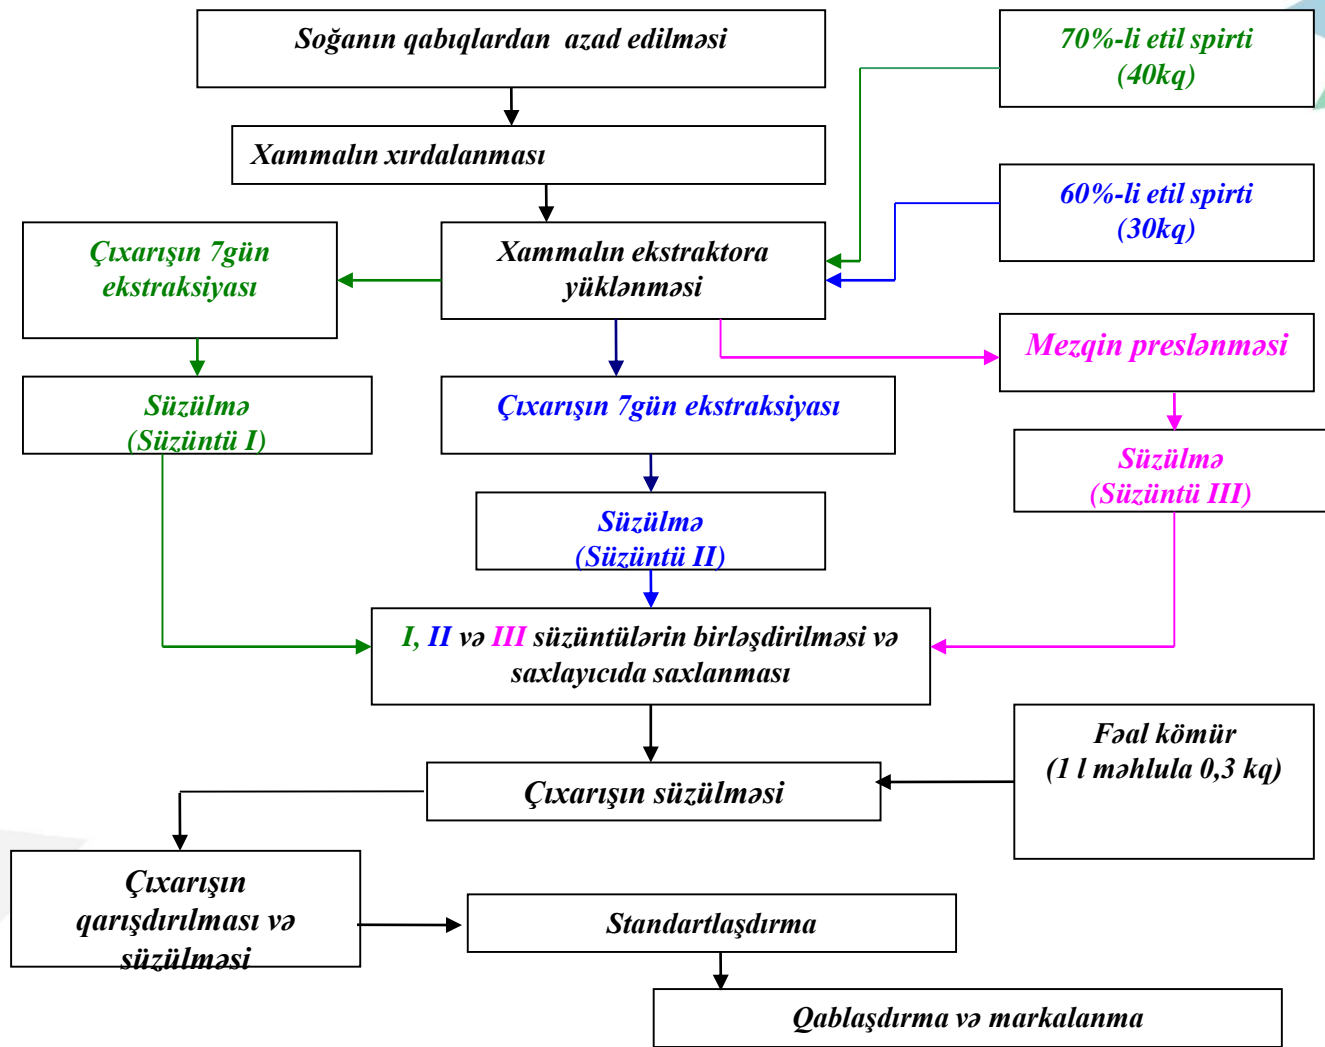 Soğanın qabıqlardan azad edilməsi
70%-li etil spirti
(40kq)
Xammalın xırdalanması
60%-li etil spirti
(30kq)
Çıxarışın 7gün
ekstraksiyası
Xammalın ekstraktora
yüklənməsi
Mezqin preslənməsi
Süzülmə
(Süzüntü I)
Çıxarışın 7gün ekstraksiyası
Süzülmə
(Süzüntü III)
Süzülmə
(Süzüntü II)
I, II və III süzüntülərin birləşdirilməsi və
saxlayıcıda saxlanması
Fəal kömür
(1 l məhlula 0,3 kq)
Çıxarışın süzülməsi
Çıxarışın
qarışdırılması və
süzülməsi
Standartlaşdırma
Qablaşdırma və markalanma